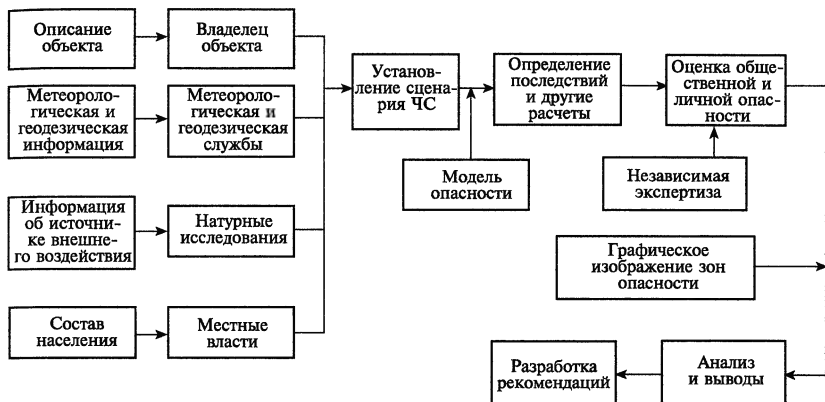 Описание
объекта
Владелец
объекта
Метеороло-
гическая и
геодезическая
информация
Метеороло-
гическая и
геодезическая
службы
Информация
об источни-
ке внешне-
го воздействия
Натурные
исследования
Состав
населения
Местные
власти
Установ-
ление сцена-
рия ЧС
Модель
опасности
Определение
последствий
и другие
расчеты
Оценка обще-
ственной и
личной опас-
ности
Независимая
экспертиза
Графическое
изображение зон
опасности
Разработка
рекомендаций
Анализ
и выводы